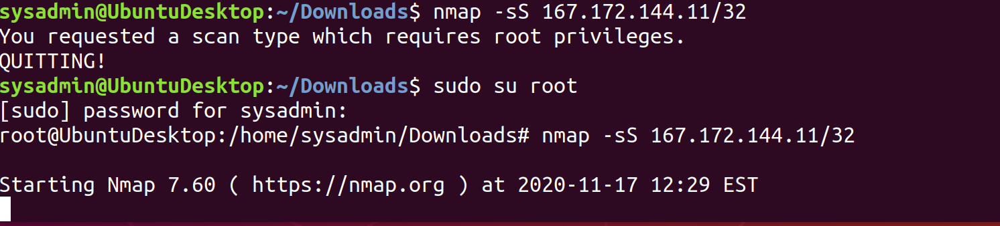 sysadmin@UbuntuDesktop:~/Downloads$ nmap -sS 167.172.144.11/32
You requested a scan type which requires root privileges.
QUITTING!
sysadmin@UbuntuDesktop:~/Downloads$ sudo su root
[sudo] password for sysadmin:
root@UbuntuDesktop:/home/sysadmin/Downloads# nmap -sS 167.172.144.11/32
Starting Nmap 7.60 ( https://nmap.org ) at 2020-11-17 12:29 EST